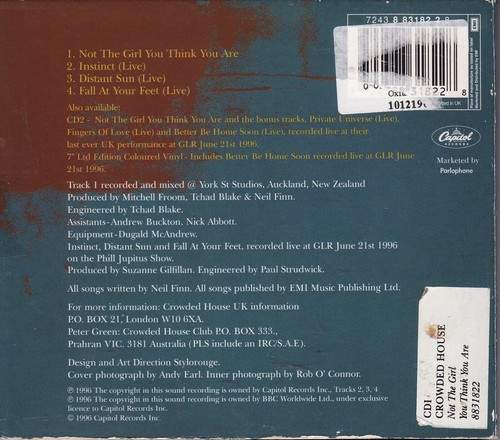 1. Not The Girl You Think You Are
2. Instinct (Live)
3. Distant Sun (Live)
4. Fall At Your Feet (Live)
Also available:
CD2 - Not The Girl You Think You Are and the bonus tracks, Private Universe (Live),
Fingers Of Love (Live) and Better Be Home Soon (Live), recorded live at their
last ever UK performance at GLR June 21st 1996.
7" Ltd Edition Coloured Vinyl - Includes Better Be Home Soon recorded live at GLR June
21st 1996.
Track 1 recorded and mixed @ York St Studios, Auckland, New Zealand
Produced by Mitchell Froom, Tchad Blake & Neil Finn.
Engineered by Tchad Blake.
Assistants-Andrew Buckton, Nick Abbott.
Equipment-Dugald McAndrew.
Instinct, Distant Sun and Fall At Your Feet, recorded live at GLR June 21st 1996
on the Phill Jupitus Show.
Produced by Suzanne Gilfillan. Engineered by Paul Strudwick.
All songs written by Neil Finn. All songs published by EMI Music Publishing Ltd.
For more information: Crowded House UK information
P.O. BOX 21, London W10 6XA.
Peter Green: Crowded House Club P.O. BOX 333.,
Prahran VIC. 3181 Australia (PLS include an IRC/S.A.E.).
Design and Art Direction Stylorouge.
Cover photograph by Andy Earl. Inner photograph by Rob O' Connor.
℗ 1996 The copyright in this sound recording is owned by Capitol Records Inc., Tracks 2, 3, 4
℗ 1996 The copyright in this sound recording is owned by BBC Worldwide Ltd., under exclusive
licence to Capitol Records Inc.
© 1996 Capitol Records Inc.
7243 8 83182 2 8
31822 8
EMI
Capitol
RECORDS
Marketed by
Parlophone
CD1
CROWDED HOUSE
Not The Girl
You Think You Are
8831822